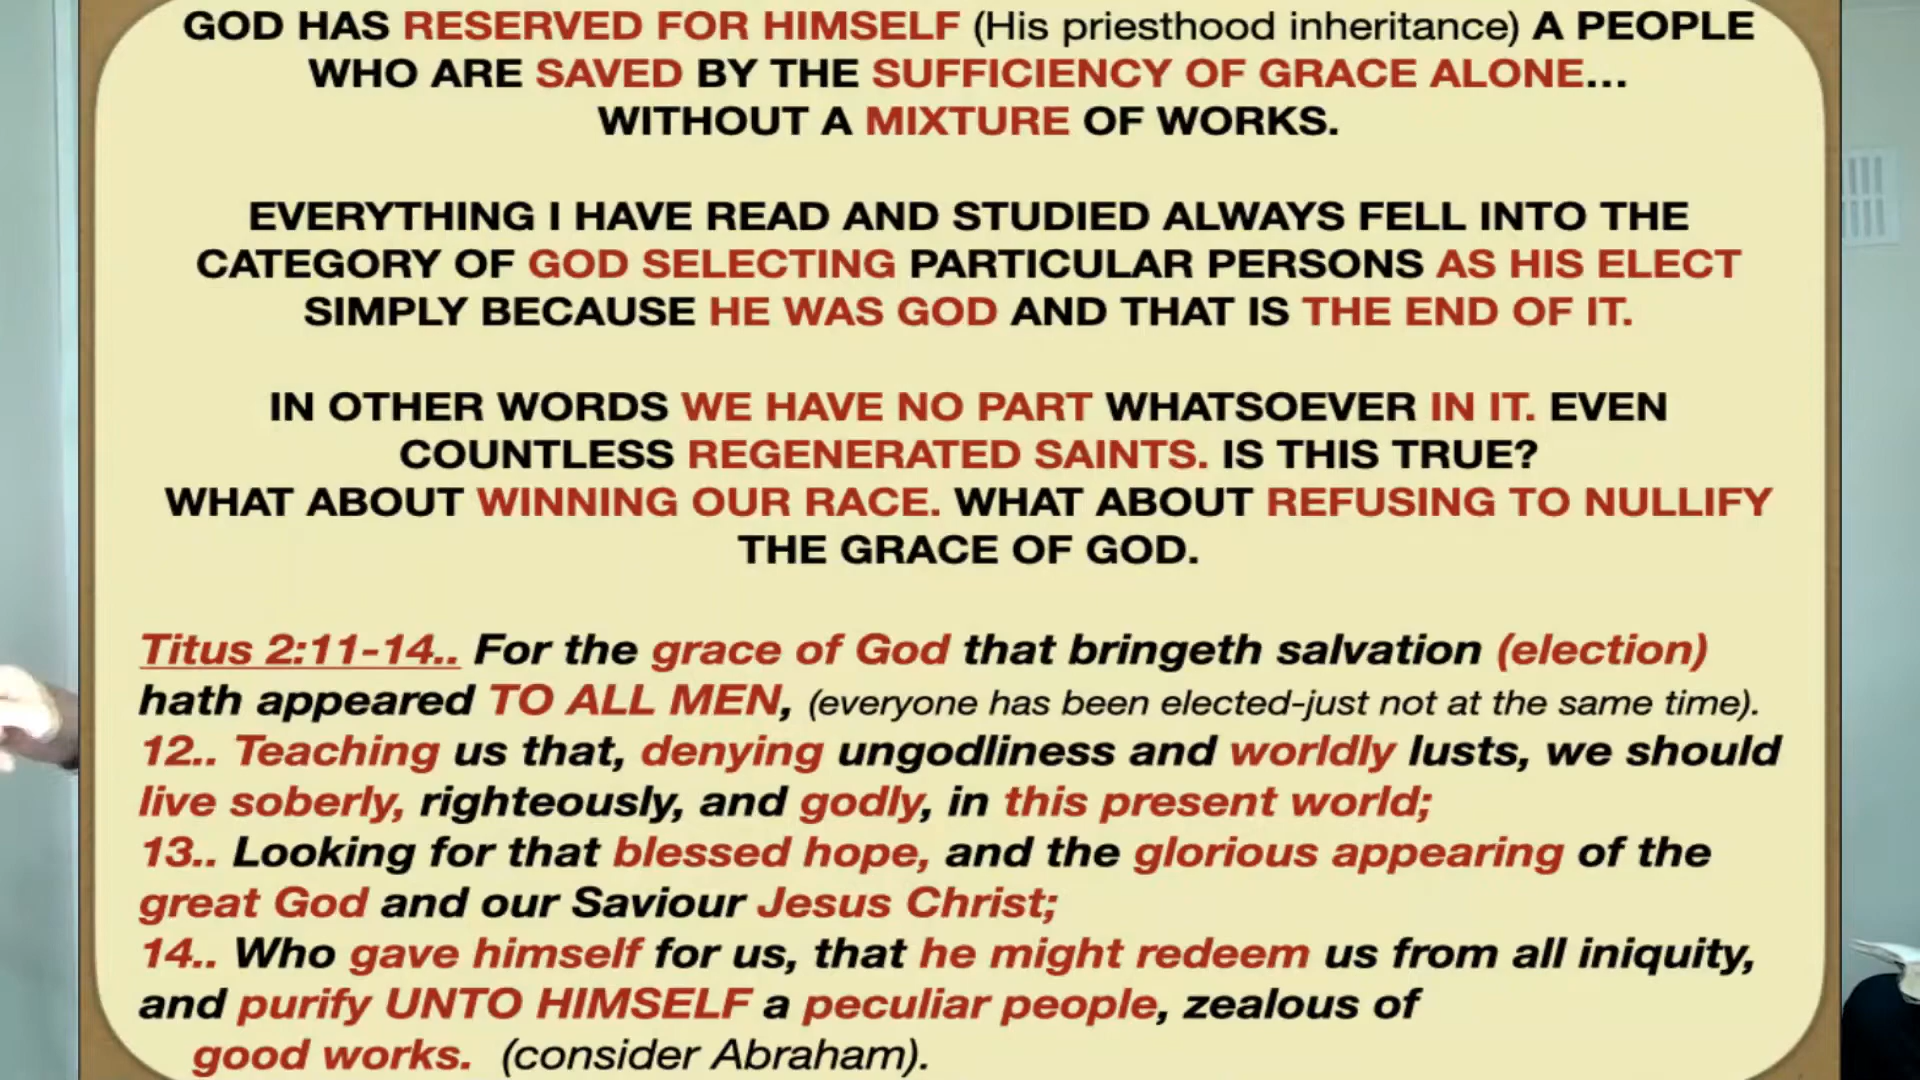 GOD HAS RESERVED FOR HIMSELF (His priesthood inheritance) A PEOPLE
WHO ARE SAVED BY THE SUFFICIENCY OF GRACE ALONE...
WITHOUT A MIXTURE OF WORKS.
EVERYTHING I HAVE READ AND STUDIED ALWAYS FELL INTO THE
CATEGORY OF GOD SELECTING PARTICULAR PERSONS AS HIS ELECT
SIMPLY BECAUSE HE WAS GOD AND THAT IS THE END OF IT.
IN OTHER WORDS WE HAVE NO PART WHATSOEVER IN IT. EVEN
COUNTLESS REGENERATED SAINTS. IS THIS TRUE?
WHAT ABOUT WINNING OUR RACE. WHAT ABOUT REFUSING TO NULLIFY
THE GRACE OF GOD.
Titus 2:11-14.. For the grace of God that bringeth salvation (election)
hath appeared TO ALL MEN, (everyone has been elected-just not at the same time).
12.. Teaching us that, denying ungodliness and worldly lusts, we should
live soberly, righteously, and godly, in this present world;
13.. Looking for that blessed hope, and the glorious appearing of the
great God and our Saviour Jesus Christ;
14.. Who gave himself for us, that he might redeem us from all iniquity,
and purify UNTO HIMSELF a peculiar people, zealous of
good works. (consider Abraham).